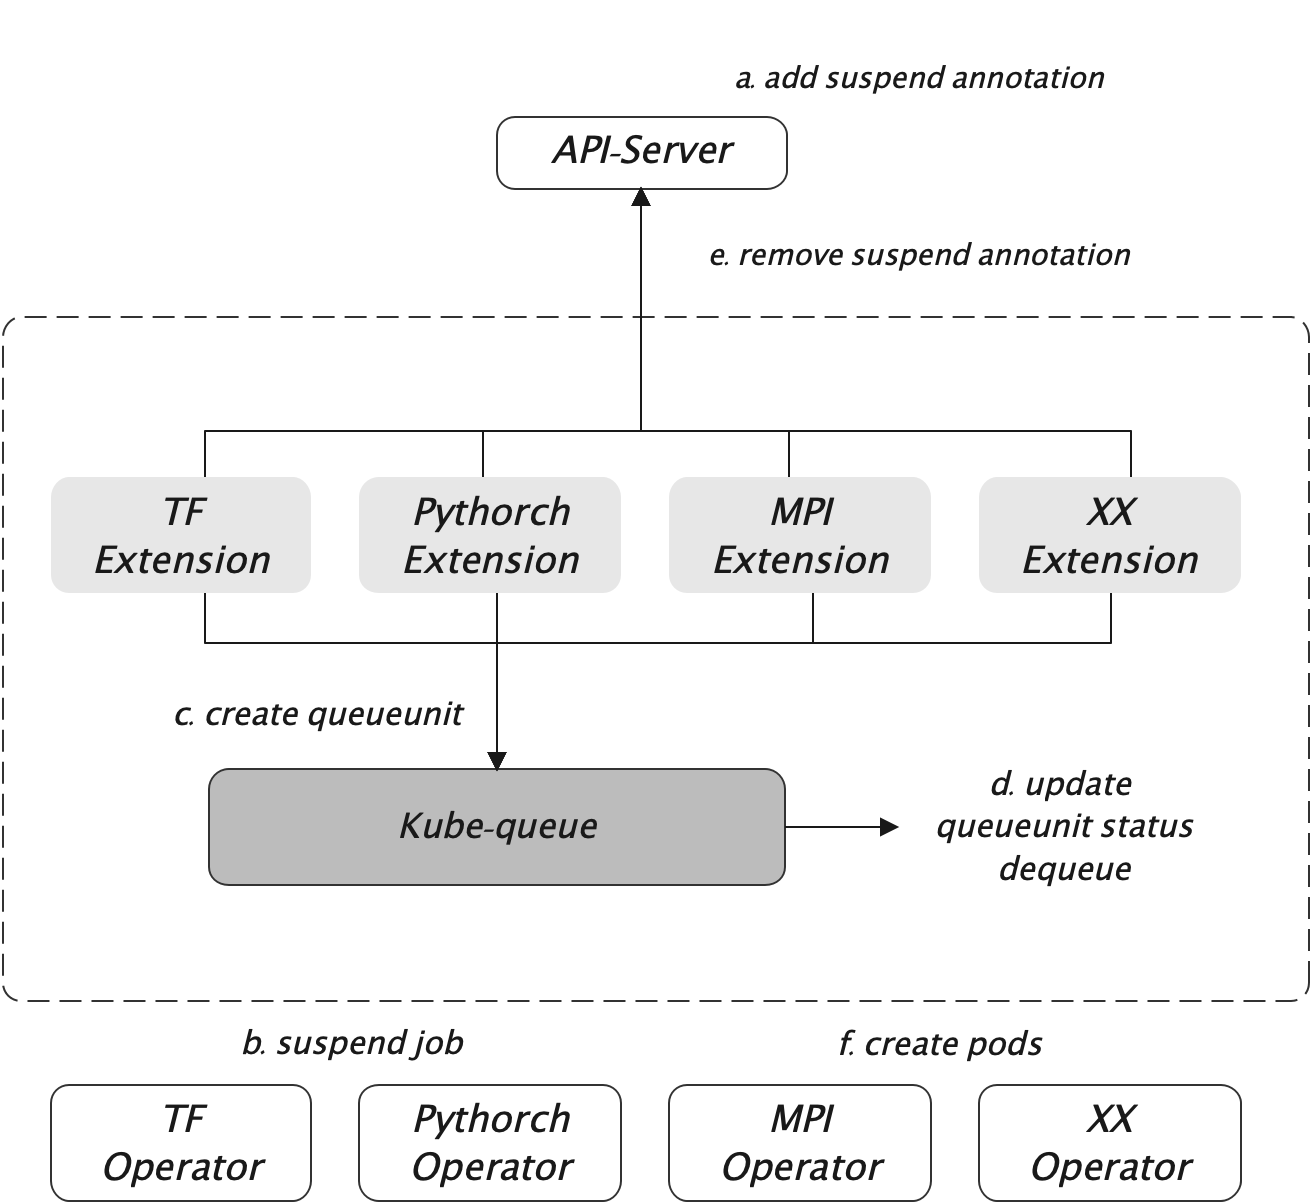 a. add suspend annotation
API-Server
e. remove suspend annotation
TF
Extension
Pythorch
Extension
MPI
Extension
XX
Extension
c. create queueunit
Kube-queue
d. update
queueunit status
dequeue
b. suspend job
f. create pods
TF
Operator
Pythorch
Operator
MPI
Operator
XX
Operator